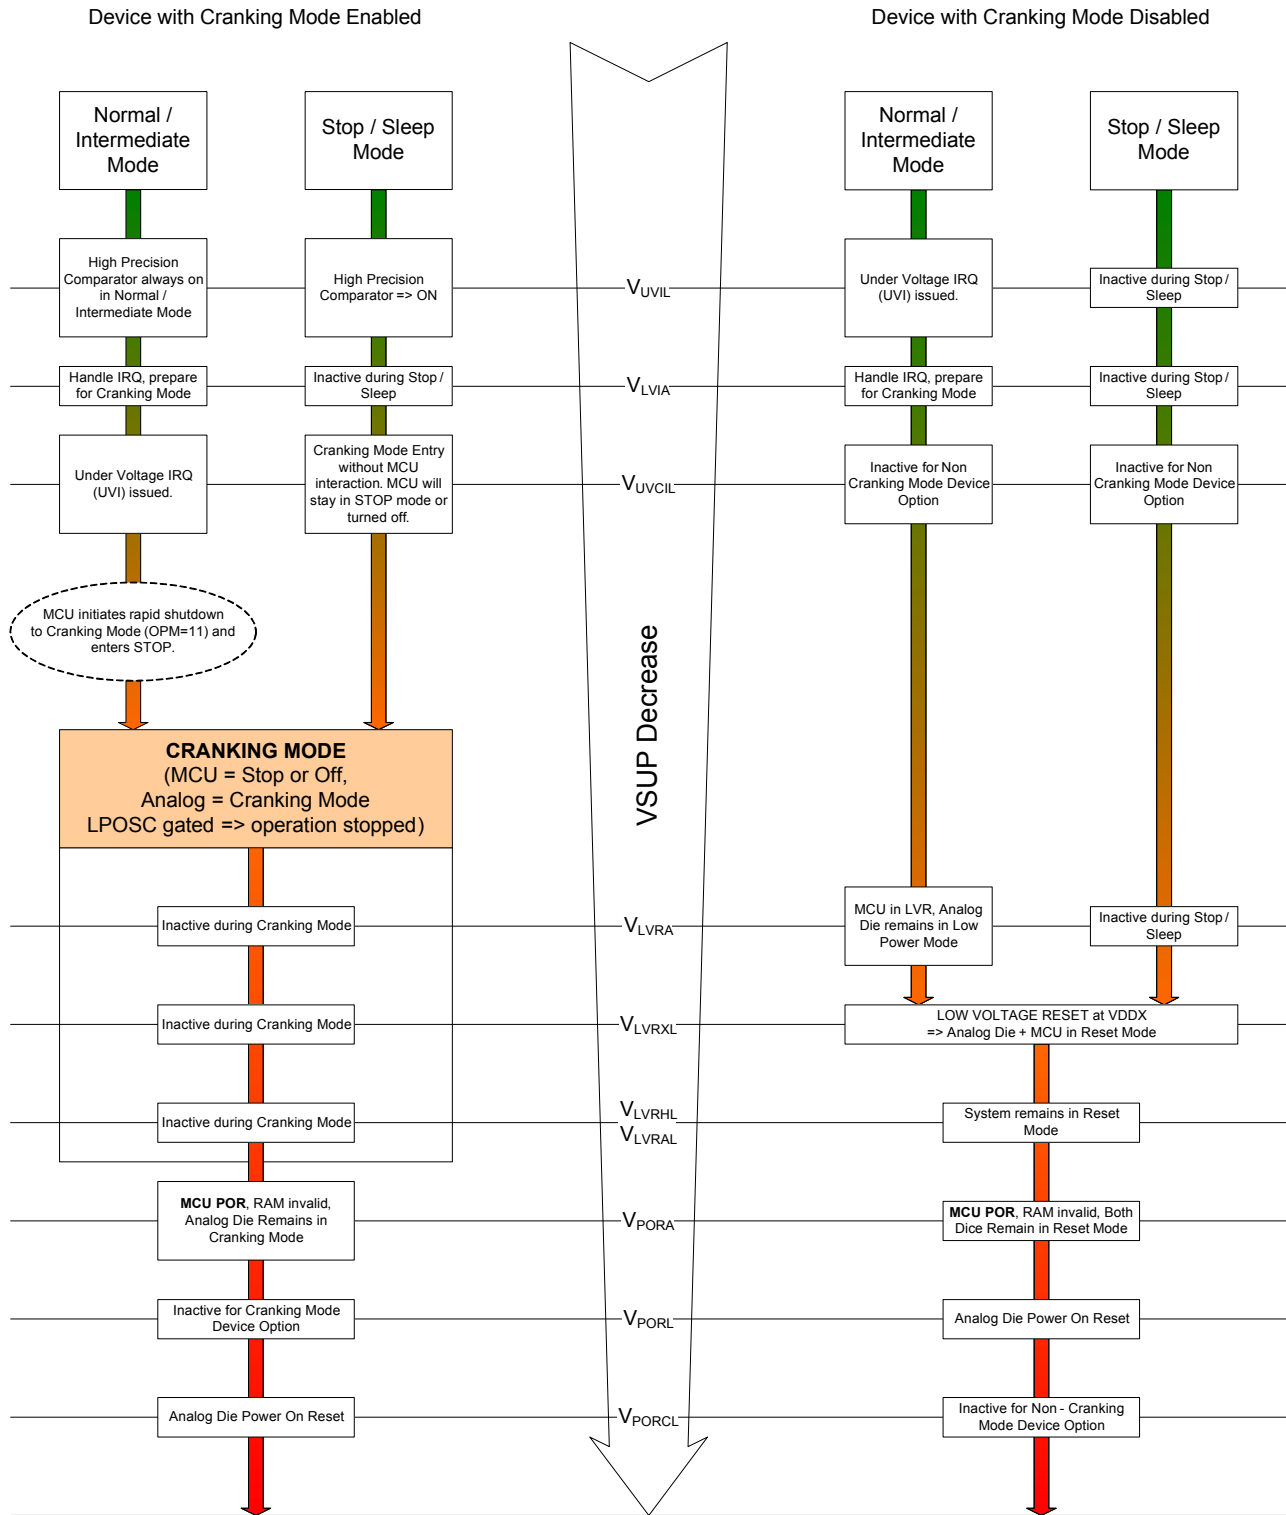 Device with Cranking Mode Enabled
Device with Cranking Mode Disabled
Normal /
Intermediate
Mode
Stop / Sleep
Mode
Normal /
Intermediate
Mode
Stop / Sleep
Mode
High Precision
Comparator always on
in Normal /
Intermediate Mode
High Precision
Comparator => ON
VUVIL
Under Voltage IRQ
(UVI) issued.
Inactive during Stop /
Sleep
Handle IRQ, prepare
for Cranking Mode
Inactive during Stop /
Sleep
VLVIA
Handle IRQ, prepare
for Cranking Mode
Inactive during Stop /
Sleep
Under Voltage IRQ
(UVI) issued.
Cranking Mode Entry
without MCU
interaction. MCU will
stay in STOP mode or
turned off.
VUVCIL
Inactive for Non
Cranking Mode Device
Option
Inactive for Non
Cranking Mode Device
Option
MCU initiates rapid shutdown
to Cranking Mode (OPM=11) and
enters STOP.
VSUP Decrease
CRANKING MODE
(MCU = Stop or Off,
Analog = Cranking Mode
LPOSC gated => operation stopped)
Inactive during Cranking Mode
VLVRA
MCU in LVR, Analog
Die remains in Low
Power Mode
Inactive during Stop /
Sleep
Inactive during Cranking Mode
VLVRXL
LOW VOLTAGE RESET at VDDX
=> Analog Die + MCU in Reset Mode
Inactive during Cranking Mode
VLVRHL
VLVRAL
System remains in Reset
Mode
MCU POR, RAM invalid,
Analog Die Remains in
Cranking Mode
VPORA
MCU POR, RAM invalid, Both
Dice Remain in Reset Mode
Inactive for Cranking Mode
Device Option
VPORL
Analog Die Power On Reset
Analog Die Power On Reset
VPORCL
Inactive for Non - Cranking
Mode Device Option